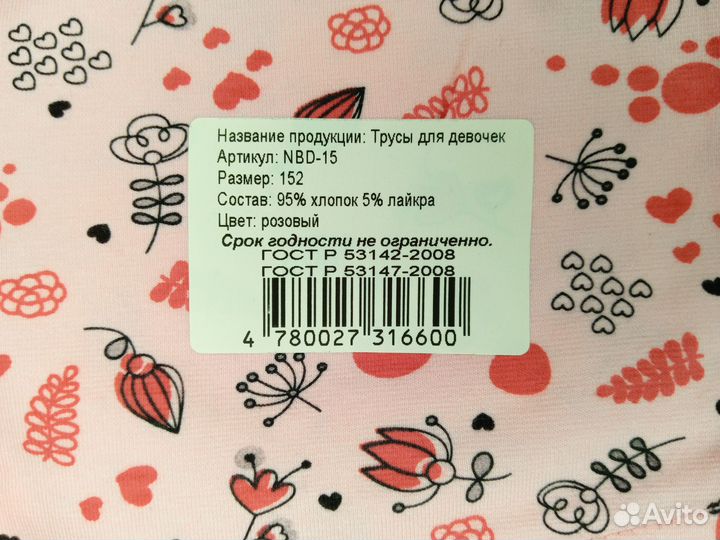 Название продукции: Трусы для девочек
Артикул: NBD-15
Размер: 152
Состав: 95% хлопок 5% лайкра
Цвет: розовый
Срок годности не ограниченно.
ГОСТ Р 53142-2008
ГОСТ Р 53147-2008
4 780027 316600
Avito